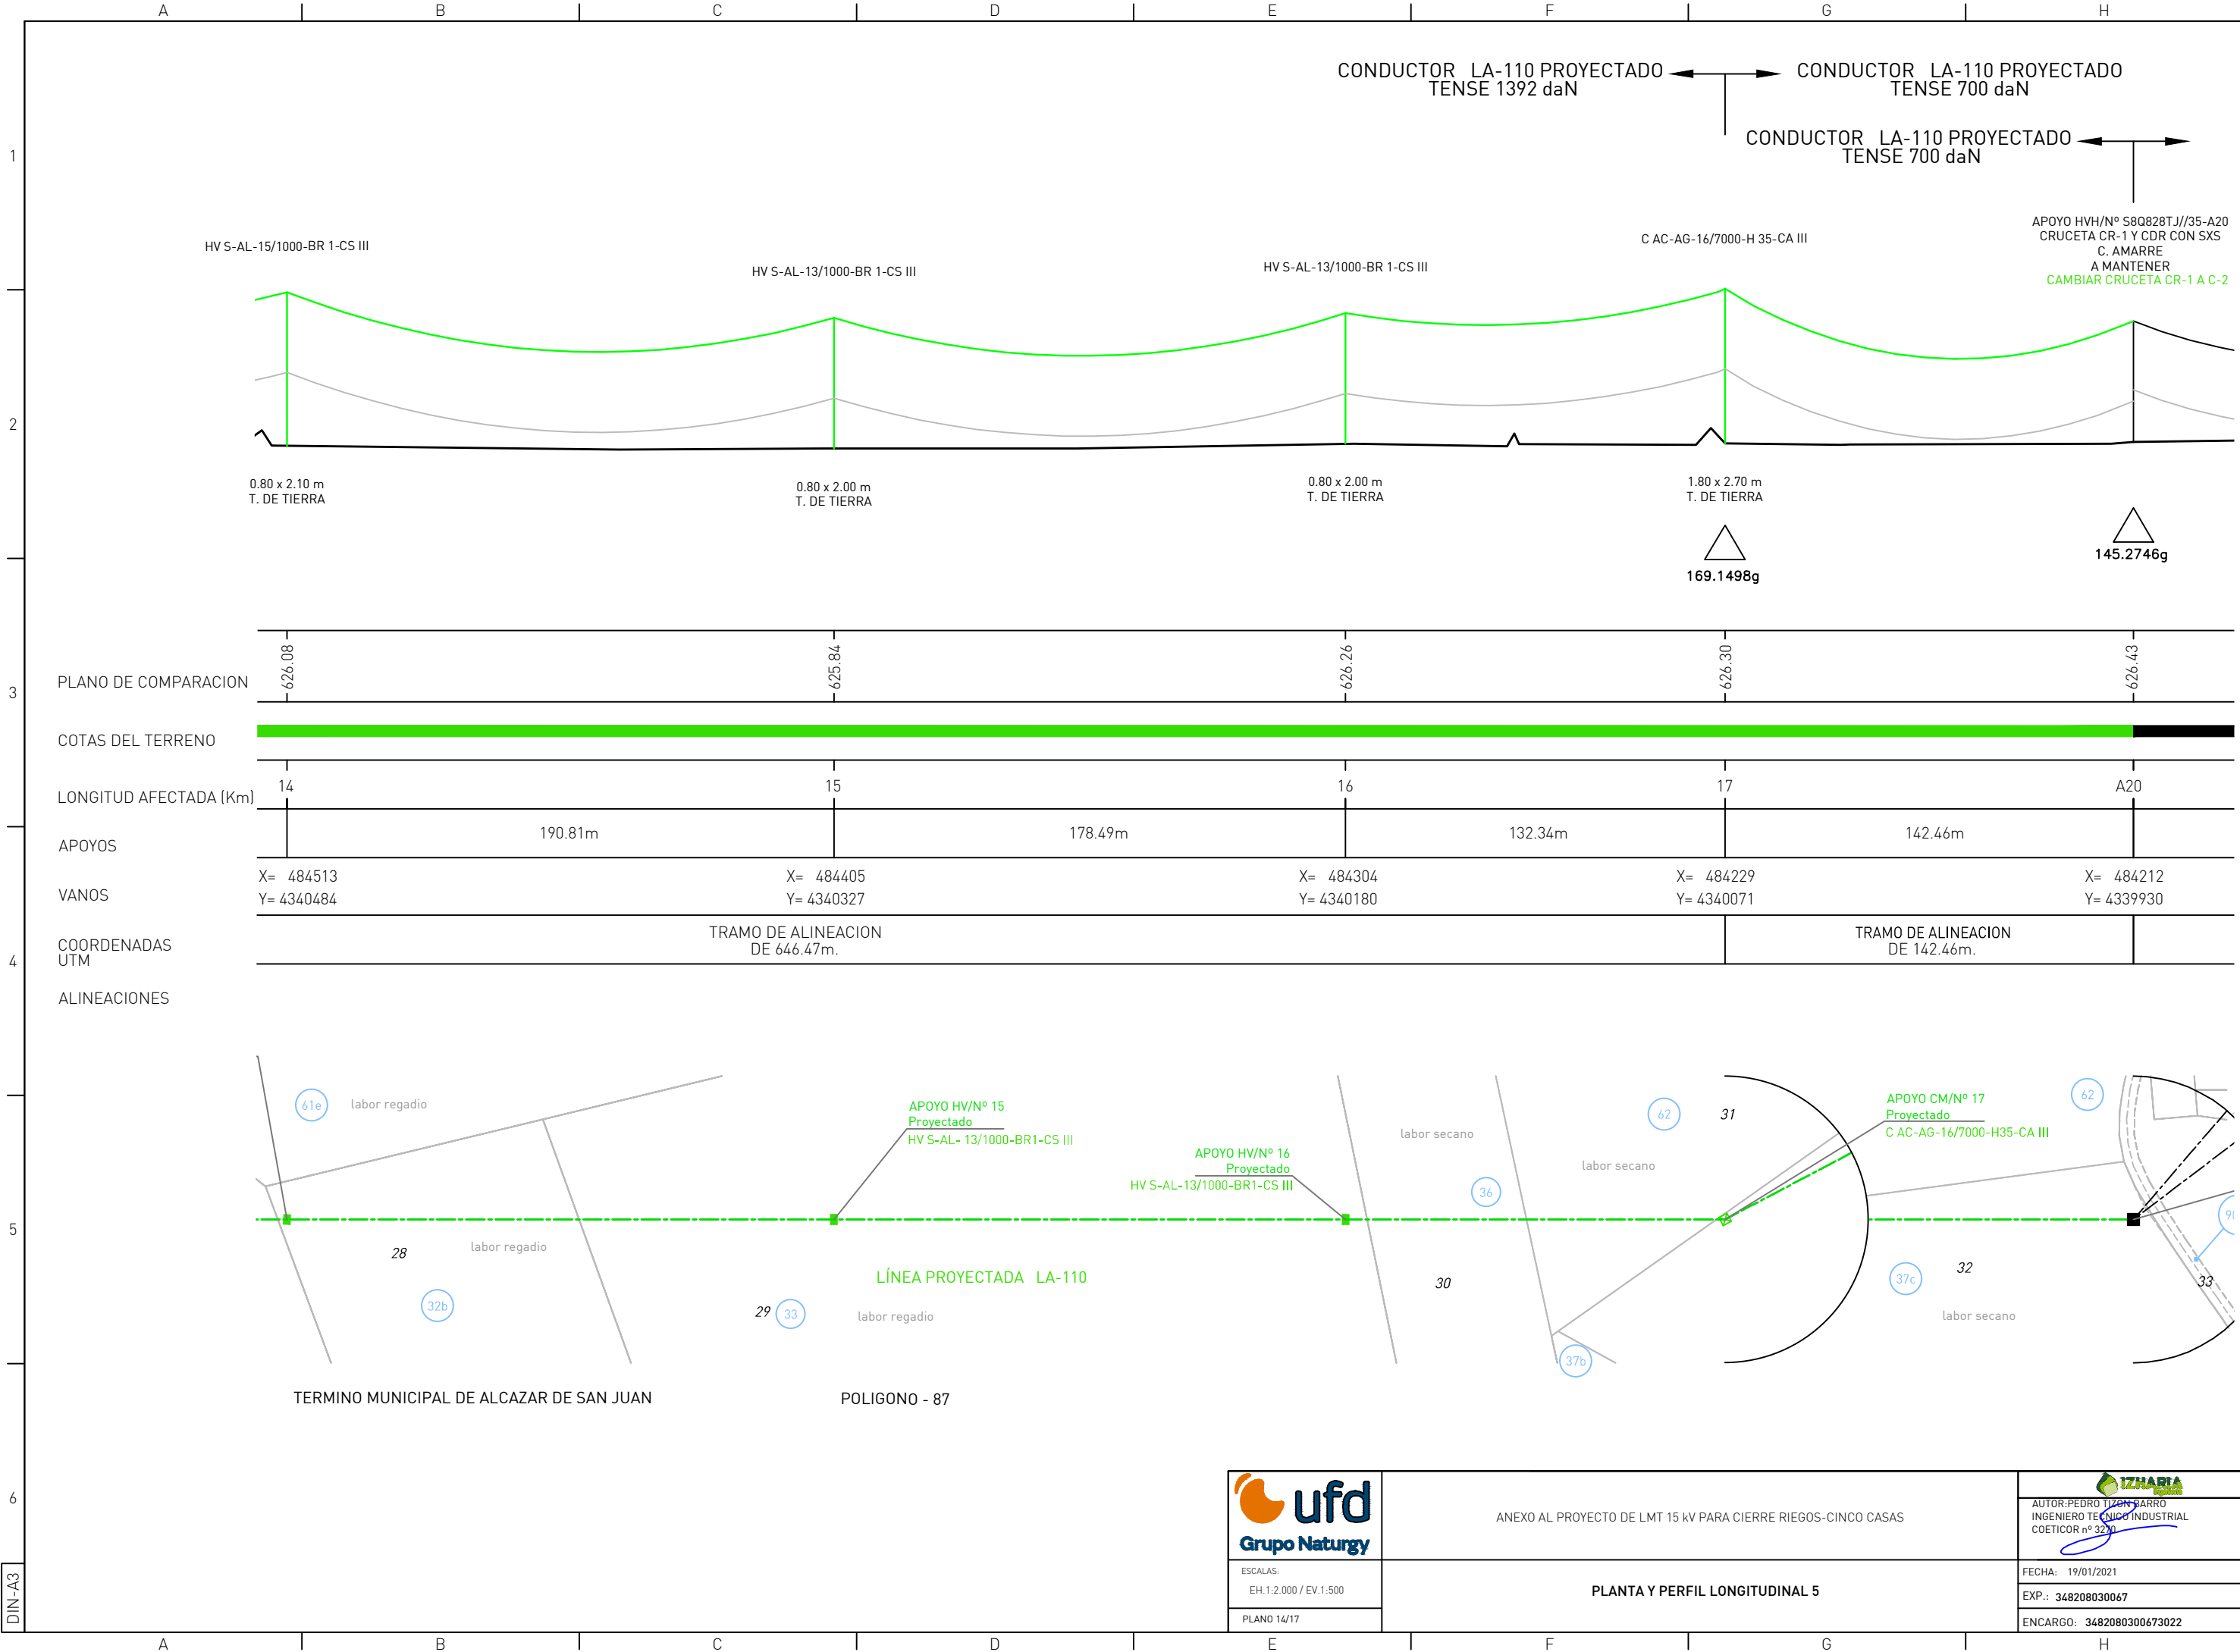 A B C D E F G H
CONDUCTOR LA-110 PROYECTADO
TENSE 1392 daN
CONDUCTOR LA-110 PROYECTADO
TENSE 700 daN
CONDUCTOR LA-110 PROYECTADO
TENSE 700 daN
1
HV S-AL-15/1000-BR 1-CS III
HV S-AL-13/1000-BR 1-CS III
HV S-AL-13/1000-BR 1-CS III
C AC-AG-16/7000-H 35-CA III
APOYO HVH/Nº S8Q828TJ//35-A20
CRUCETA CR-1 Y CDR CON SXS
C. AMARRE
A MANTENER
CAMBIAR CRUCETA CR-1 A C-2
2
0.80 x 2.10 m
T. DE TIERRA
0.80 x 2.00 m
T. DE TIERRA
0.80 x 2.00 m
T. DE TIERRA
1.80 x 2.70 m
T. DE TIERRA
169.1498g
145.2746g
3
PLANO DE COMPARACION
626.08 625.84 626.26 626.30 626.43
COTAS DEL TERRENO
LONGITUD AFECTADA (Km)
14 15 16 17 A20
APOYOS
190.81m 178.49m 132.34m 142.46m
VANOS
X= 484513 X= 484405 X= 484304 X= 484229 X= 484212
Y= 4340484 Y= 4340327 Y= 4340180 Y= 4340071 Y= 4339930
4
COORDENADAS
UTM
TRAMO DE ALINEACION
DE 646.47m.
TRAMO DE ALINEACION
DE 142.46m.
ALINEACIONES
61e
labor regadio
APOYO HV/Nº 15
Proyectado
HV S-AL- 13/1000-BR1-CS III
APOYO HV/Nº 16
Proyectado
HV S-AL-13/1000-BR1-CS III
labor secano
36
labor secano
62
31
APOYO CM/Nº 17
Proyectado
C AC-AG-16/7000-H35-CA III
62
5
28
labor regadio
32b
29
33
labor regadio
LÍNEA PROYECTADA LA-110
30
37b
37c
32
labor secano
33
TERMINO MUNICIPAL DE ALCAZAR DE SAN JUAN
POLIGONO - 87
6
DIN-A3
ufd
Grupo Naturgy
ESCALAS:
EH.1:2.000 / EV.1:500
PLANO 14/17
ANEXO AL PROYECTO DE LMT 15 kV PARA CIERRE RIEGOS-CINCO CASAS
PLANTA Y PERFIL LONGITUDINAL 5
IZHARIA
AUTOR:PEDRO TIZON BARRO
INGENIERO TECNICO INDUSTRIAL
COETICOR nº 3270
FECHA: 19/01/2021
EXP.: 348208030067
ENCARGO: 3482080300673022
A B C D E F G H